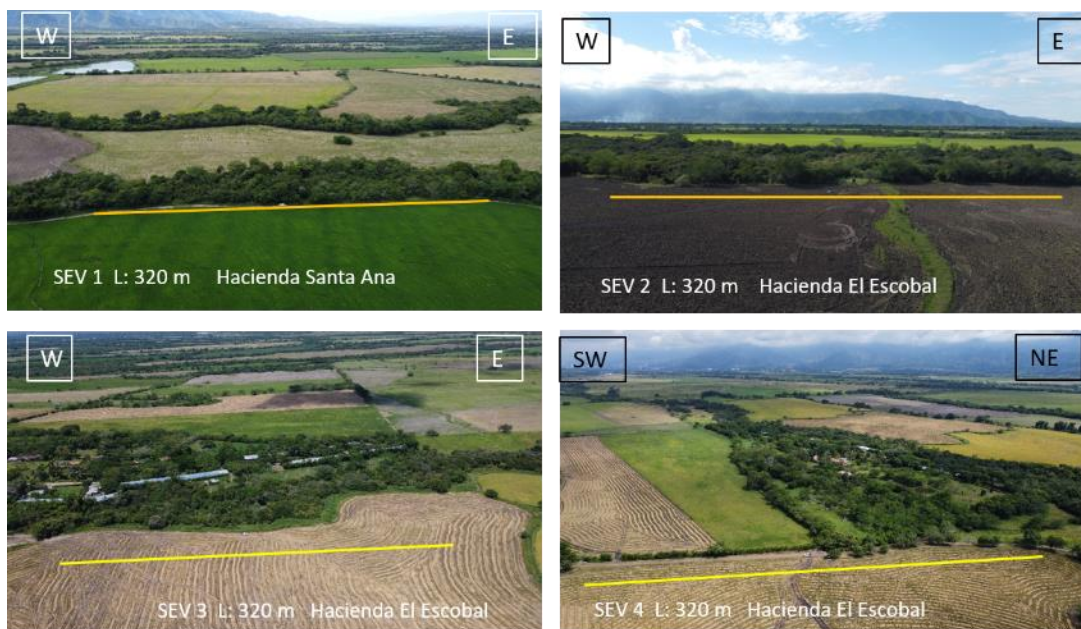 W
E
SEV 1 L: 320 m Hacienda Santa Ana
W
E
SEV 2 L: 320 m Hacienda El Escobal
W
E
SEV 3 L: 320 m Hacienda El Escobal
SW
NE
SEV 4 L: 320 m Hacienda El Escobal